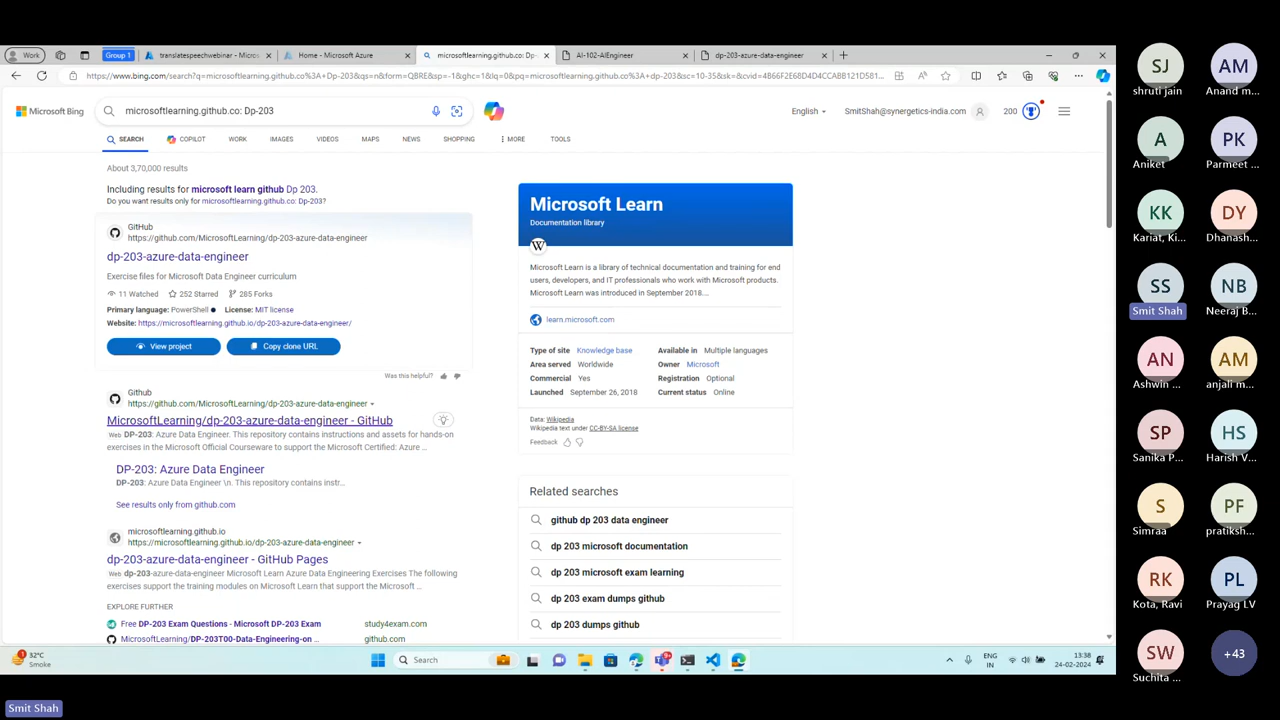 Work
Group 1
translatespeechwebinar - Micros
Home - Microsoft Azure
microsoftlearning.github.co: Dp-
AI-102-AIEngineer
dp-203-azure-data-engineer
Microsoft Bing
microsoftlearning.github.co: Dp-203
English
SmitShah@synergetics-india.com
200
SEARCH
COPILOT
WORK
IMAGES
VIDEOS
MAPS
NEWS
SHOPPING
MORE
TOOLS
About 3,70,000 results
Including results for microsoft learn github Dp 203.
Do you want results only for microsoftlearning.github.co: Dp-203?
GitHub
https://github.com/MicrosoftLearning/dp-203-azure-data-engineer
dp-203-azure-data-engineer
Exercise files for Microsoft Data Engineer curriculum
11 Watched 252 Starred 285 Forks
Primary language: PowerShell License: MIT license
Website: https://microsoftlearning.github.io/dp-203-azure-data-engineer/
View project
Copy clone URL
Was this helpful?
Github
https://github.com/MicrosoftLearning/dp-203-azure-data-engineer
MicrosoftLearning/dp-203-azure-data-engineer - GitHub
Web DP-203: Azure Data Engineer. This repository contains instructions and assets for hands-on
exercises in the Microsoft Official Courseware to support the Microsoft Certified: Azure ...
DP-203: Azure Data Engineer
DP-203: Azure Data Engineer \n. This repository contains instr...
See results only from github.com
microsoftlearning.github.io
https://microsoftlearning.github.io/dp-203-azure-data-engineer
dp-203-azure-data-engineer - GitHub Pages
Web dp-203-azure-data-engineer Microsoft Learn Azure Data Engineering Exercises The following
exercises support the training modules on Microsoft Learn that support the Microsoft ...
EXPLORE FURTHER
Free DP-203 Exam Questions - Microsoft DP-203 Exam
study4exam.com
MicrosoftLearning/DP-203T00-Data-Engineering-on ...
github.com
Microsoft Learn
Documentation library
W
Microsoft Learn is a library of technical documentation and training for end
users, developers, and IT professionals who work with Microsoft products.
Microsoft Learn was introduced in September 2018....
learn.microsoft.com
Type of site Knowledge base
Available in Multiple languages
Area served Worldwide
Owner Microsoft
Commercial Yes
Registration Optional
Launched September 26, 2018
Current status Online
Data: Wikipedia
Wikipedia text under CC-BY-SA license
Feedback
Related searches
github dp 203 data engineer
dp 203 microsoft documentation
dp 203 microsoft exam learning
dp 203 exam dumps github
dp 203 dumps github
32°C
Smoke
Search
ENG
IN
13:38
24-02-2024
Smit Shah
SJ
shruti jain
AM
Anand m...
A
Aniket
PK
Parmeet ...
KK
Kariat, Ki...
DY
Dhanash...
SS
Smit Shah
NB
Neeraj B...
AN
Ashwin ...
AM
anjali m...
SP
Sanika P...
HS
Harish V...
S
Simraa
PF
pratiksh...
RK
Kota, Ravi
PL
Prayag LV
SW
Suchita ...
+43